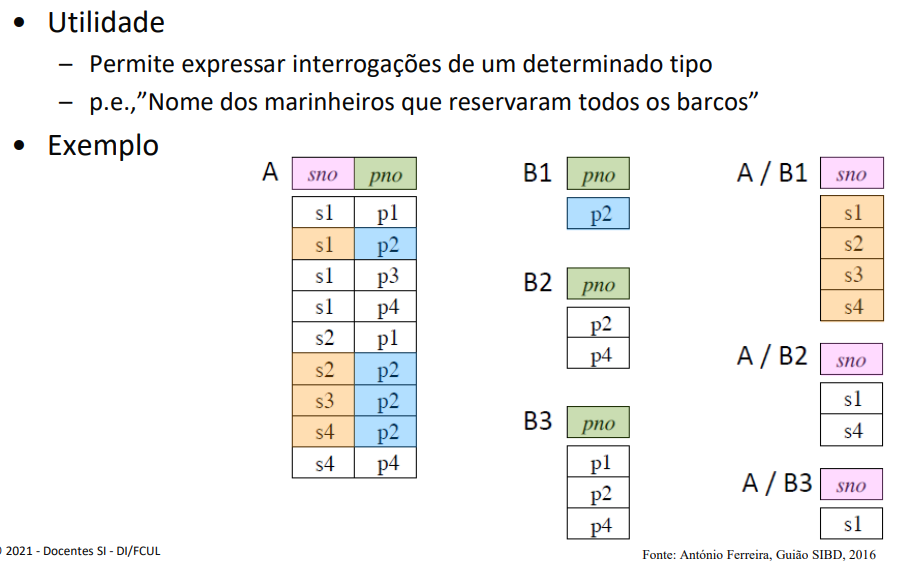 • Utilidade
– Permite expressar interrogações de um determinado tipo
– p.e.,”Nome dos marinheiros que reservaram todos os barcos”
• Exemplo
A
sno pno
s1 p1
s1 p2
s1 p3
s1 p4
s2 p1
s2 p2
s3 p2
s4 p2
s4 p4
B1
pno
p2
B2
pno
p2
p4
B3
pno
p1
p2
p4
A / B1
sno
s1
s2
s3
s4
A / B2
sno
s1
s4
A / B3
sno
s1
2021 - Docentes SI - DI/FCUL
Fonte: António Ferreira, Guião SIBD, 2016